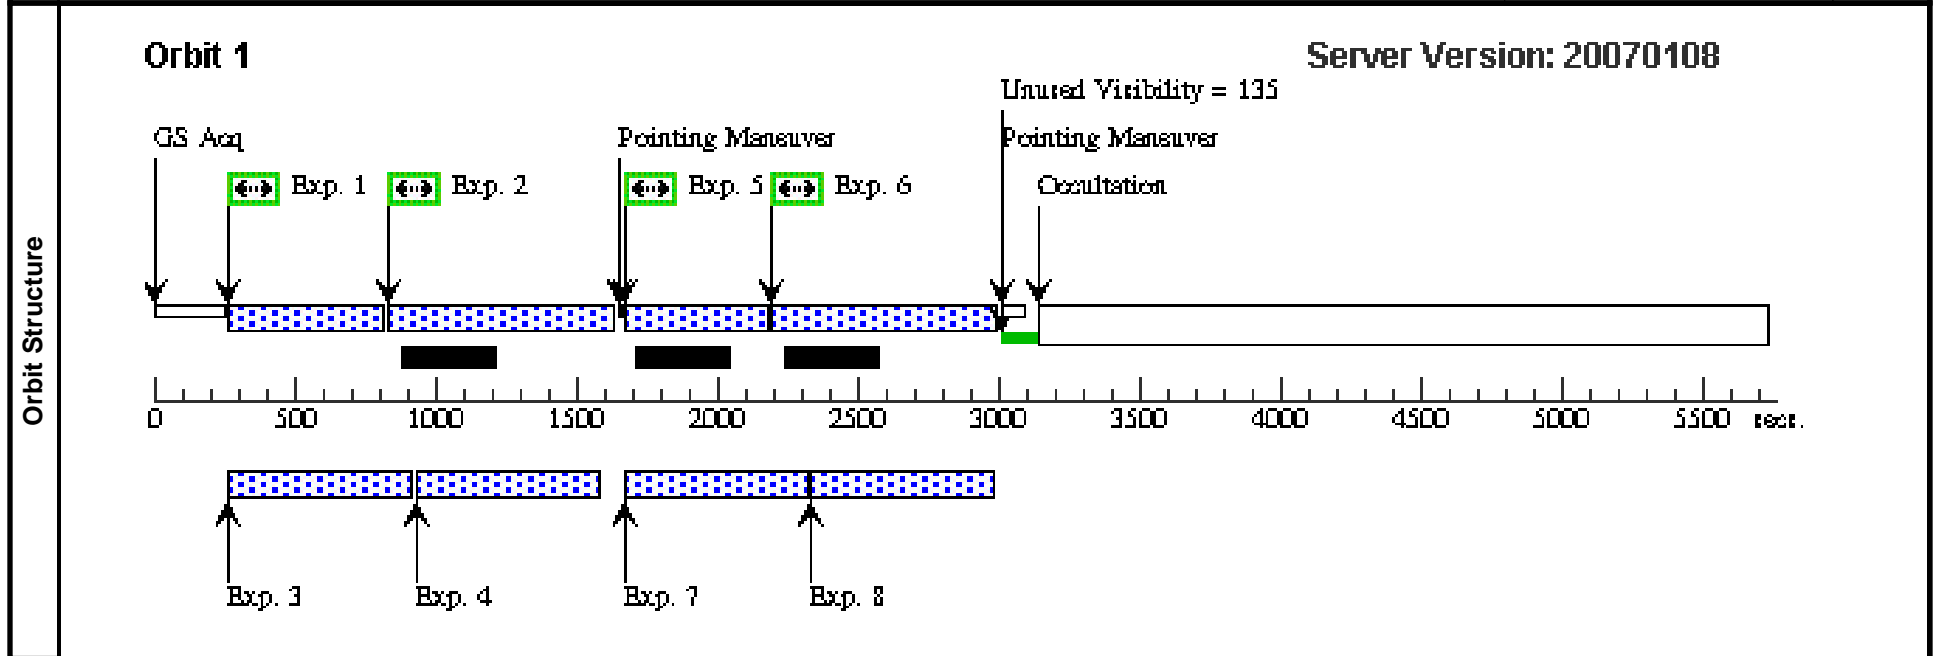 Orbit Structure
Orbit 1
Server Version: 20070108
Unused Visibility = 135
GS Acq
Pointing Maneuver
Pointing Maneuver
Exp. 1
Exp. 2
Exp. 5
Exp. 6
Occultation
0 500 1000 1500 2000 2500 3000 3500 4000 4500 5000 5500 secs.
Exp. 3
Exp. 4
Exp. 7
Exp. 8